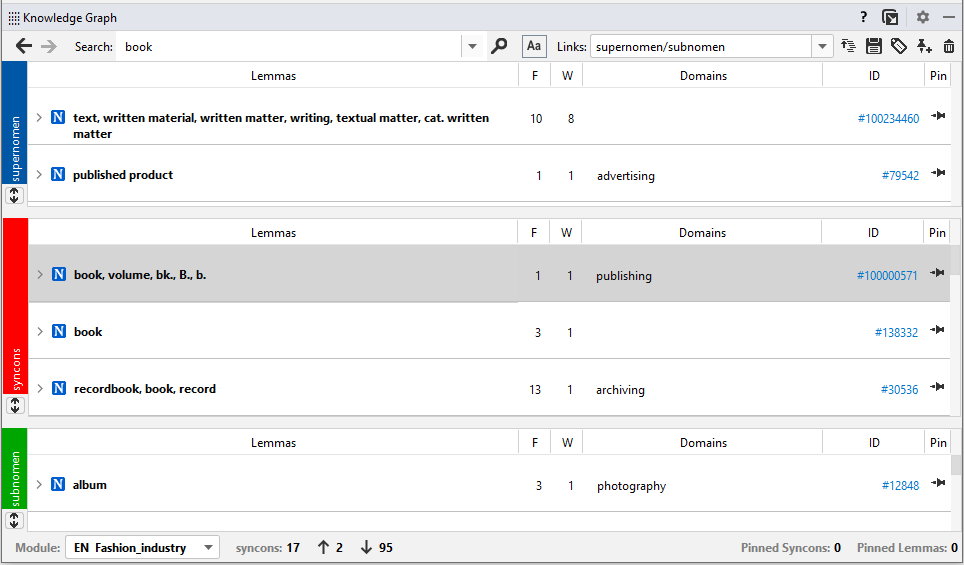 Knowledge Graph ?
Search: book Aa Links: supernomen/subnomen
supernomen
Lemmas F W Domains ID Pin
N text, written material, written matter, writing, textual matter, cat. written 10 8 #100234460
matter
N published product 1 1 advertising #79542
syncons
Lemmas F W Domains ID Pin
N book, volume, bk., B., b. 1 1 publishing #100000571
N book 3 1 #138332
N recordbook, book, record 13 1 archiving #30536
subnomen
Lemmas F W Domains ID Pin
N album 3 1 photography #12848
Module: EN Fashion_industry syncons: 17 2 95 Pinned Syncons: 0 Pinned Lemmas: 0